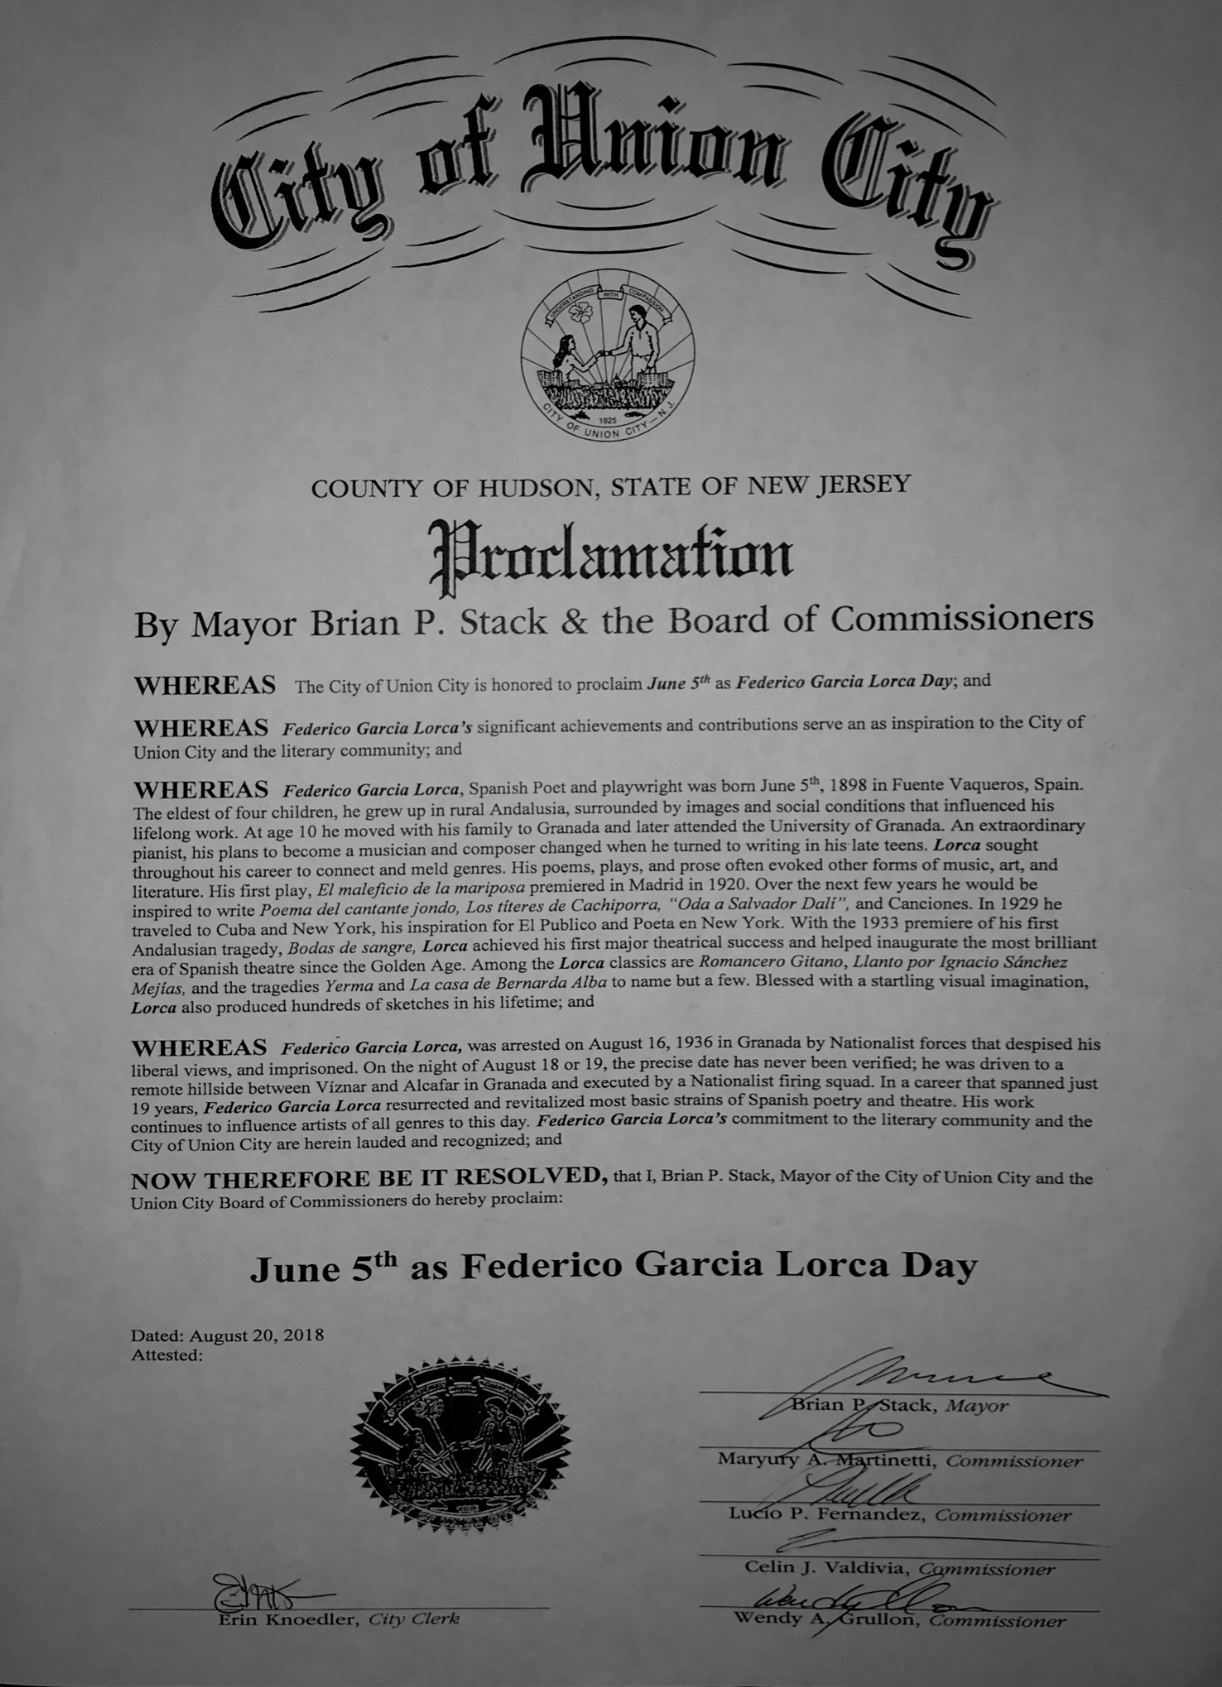 City of Union City
UNDERSTANDING WITH COMPASSION
1925
CITY OF UNION CITY – N.J.
COUNTY OF HUDSON, STATE OF NEW JERSEY
Proclamation
By Mayor Brian P. Stack & the Board of Commissioners
WHEREAS The City of Union City is honored to proclaim June 5th as Federico Garcia Lorca Day; and
WHEREAS Federico Garcia Lorca's significant achievements and contributions serve an as inspiration to the City of
Union City and the literary community; and
WHEREAS Federico Garcia Lorca, Spanish Poet and playwright was born June 5th, 1898 in Fuente Vaqueros, Spain.
The eldest of four children, he grew up in rural Andalusia, surrounded by images and social conditions that influenced his
lifelong work. At age 10 he moved with his family to Granada and later attended the University of Granada. An extraordinary
pianist, his plans to become a musician and composer changed when he turned to writing in his late teens. Lorca sought
throughout his career to connect and meld genres. His poems, plays, and prose often evoked other forms of music, art, and
literature. His first play, El maleficio de la mariposa premiered in Madrid in 1920. Over the next few years he would be
inspired to write Poema del cantante jondo, Los títeres de Cachiporra, "Oda a Salvador Dalí", and Canciones. In 1929 he
traveled to Cuba and New York, his inspiration for El Publico and Poeta en New York. With the 1933 premiere of his first
Andalusian tragedy, Bodas de sangre, Lorca achieved his first major theatrical success and helped inaugurate the most brilliant
era of Spanish theatre since the Golden Age. Among the Lorca classics are Romancero Gitano, Llanto por Ignacio Sánchez
Mejías, and the tragedies Yerma and La casa de Bernarda Alba to name but a few. Blessed with a startling visual imagination,
Lorca also produced hundreds of sketches in his lifetime; and
WHEREAS Federico Garcia Lorca, was arrested on August 16, 1936 in Granada by Nationalist forces that despised his
liberal views, and imprisoned. On the night of August 18 or 19, the precise date has never been verified; he was driven to a
remote hillside between Víznar and Alcafar in Granada and executed by a Nationalist firing squad. In a career that spanned just
19 years, Federico Garcia Lorca resurrected and revitalized most basic strains of Spanish poetry and theatre. His work
continues to influence artists of all genres to this day. Federico Garcia Lorca's commitment to the literary community and the
City of Union City are herein lauded and recognized; and
NOW THEREFORE BE IT RESOLVED, that I, Brian P. Stack, Mayor of the City of Union City and the
Union City Board of Commissioners do hereby proclaim:
June 5th as Federico Garcia Lorca Day
Dated: August 20, 2018
Attested:
Brian P. Stack, Mayor
Maryury A. Martinetti, Commissioner
Lucio P. Fernandez, Commissioner
Celin J. Valdivia, Commissioner
Wendy A. Grullon, Commissioner
Erin Knoedler, City Clerk